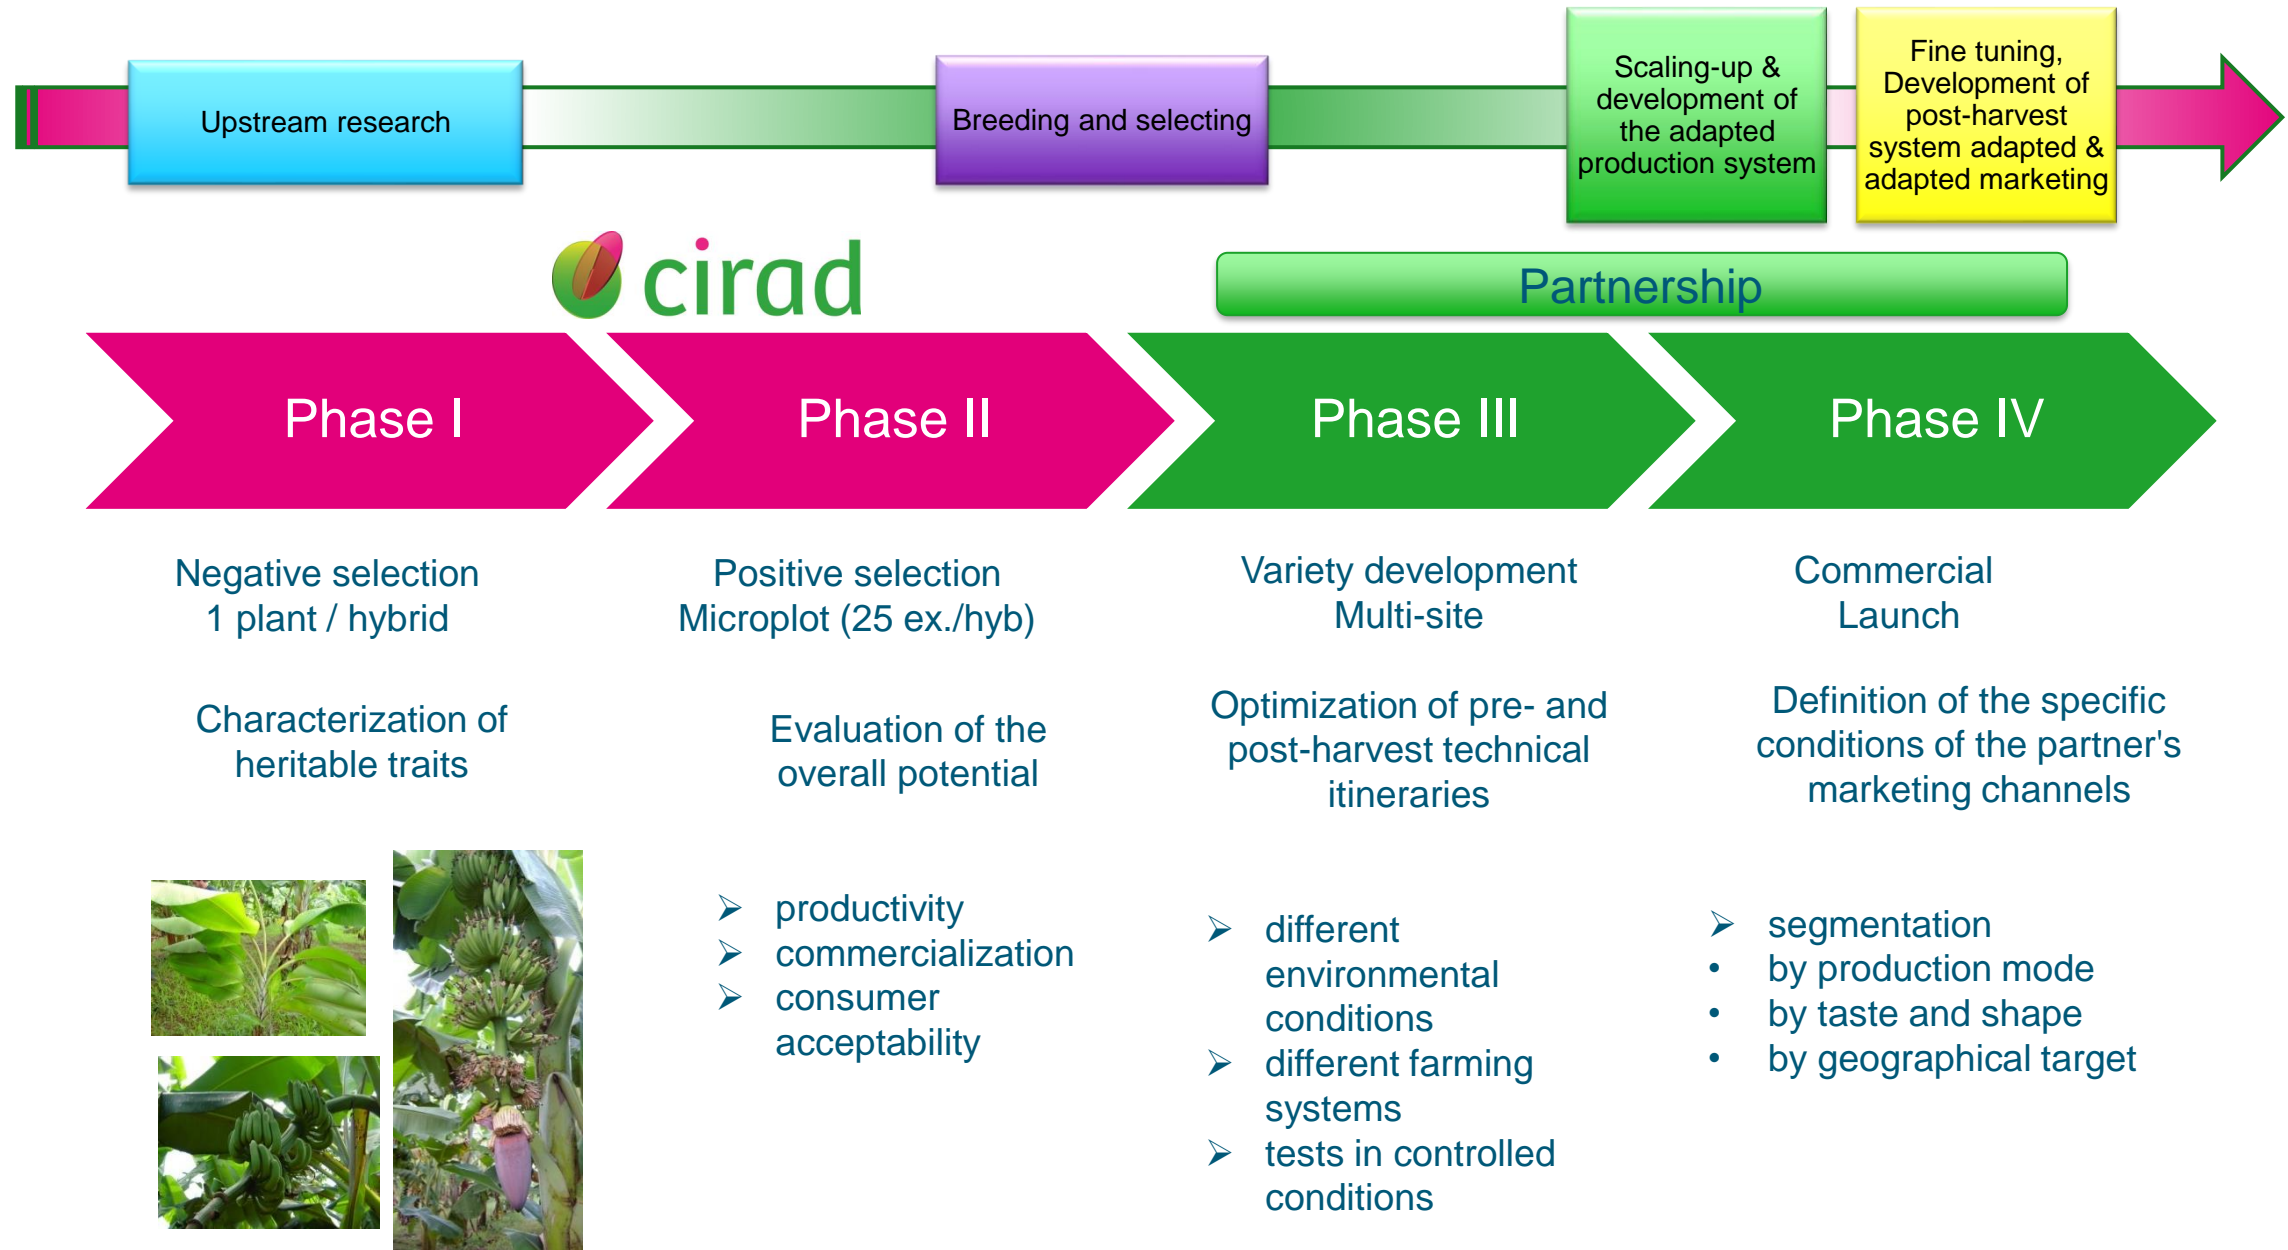 Upstream research
Breeding and selecting
Scaling-up &
development of
the adapted
production system
Fine tuning,
Development of
post-harvest
system adapted &
adapted marketing
cirad
Partnership
Phase I
Phase II
Phase III
Phase IV
Negative selection
1 plant / hybrid
Characterization of
heritable traits
Positive selection
Microplot (25 ex./hyb)
Evaluation of the
overall potential
➢ productivity
➢ commercialization
➢ consumer
acceptability
Variety development
Multi-site
Optimization of pre- and
post-harvest technical
itineraries
➢ different
environmental
conditions
➢ different farming
systems
➢ tests in controlled
conditions
Commercial
Launch
Definition of the specific
conditions of the partner's
marketing channels
➢ segmentation
• by production mode
• by taste and shape
• by geographical target